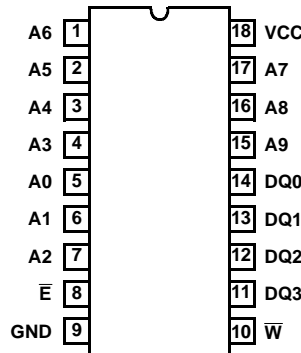 A6 1 18 VCC
A5 2 17 A7
A4 3 16 A8
A3 4 15 A9
A0 5 14 DQ0
A1 6 13 DQ1
A2 7 12 DQ2
E̅ 8 11 DQ3
GND 9 10 W̅